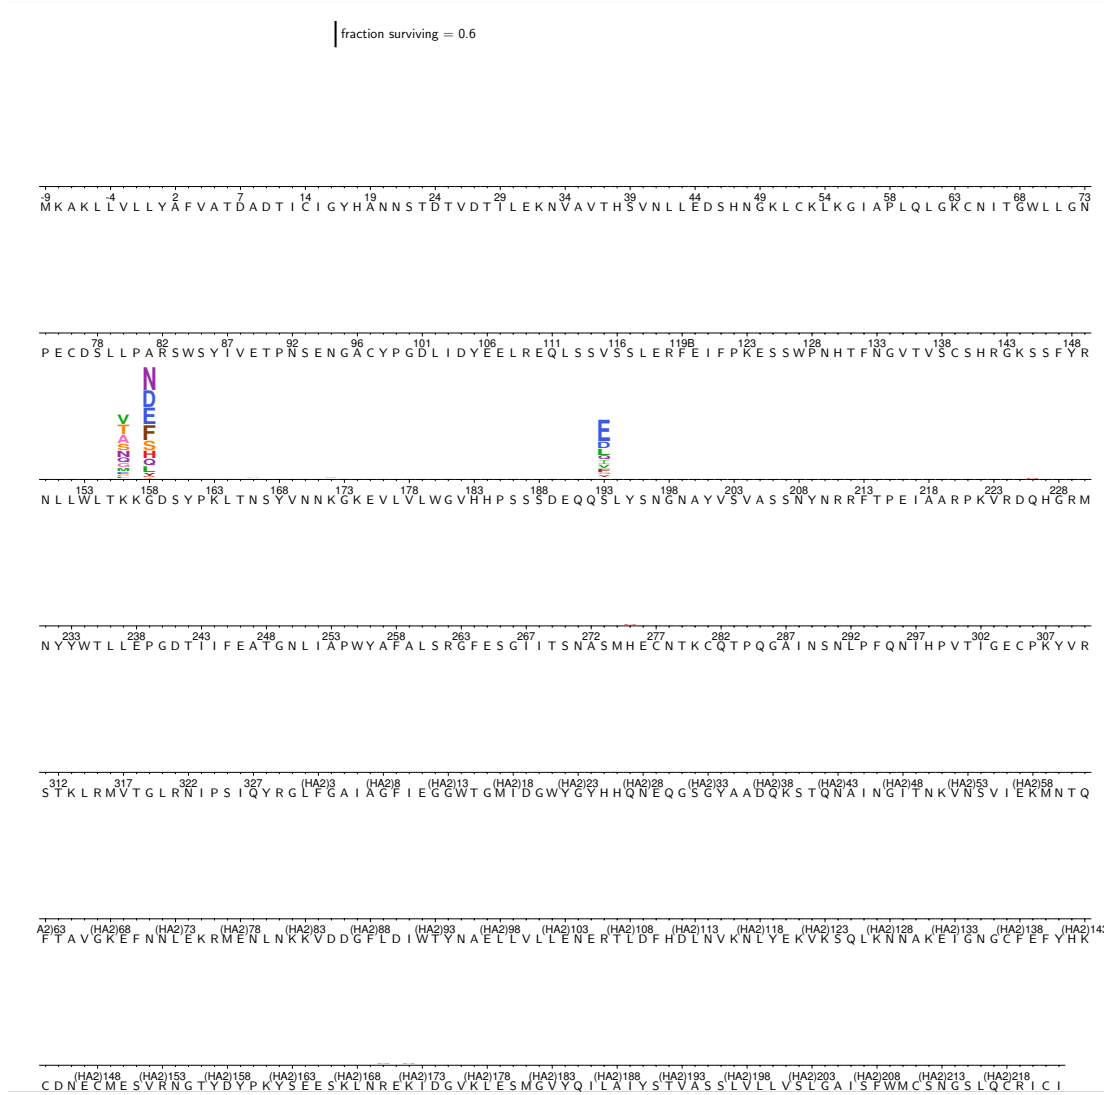 fraction surviving = 0.6
-9 -4 2 7 14 19 24 29 34 39 44 49 54 58 63 68 73
M K A K L L V L L Y A F V A T D A D T I C I G Y H A N N S T D T V D T I L E K N V A V T H S V N L L E D S H N G K L C K L K G I A P L Q L G K C N I T G W L L G N
78 82 87 92 96 101 106 111 116 119B 123 128 133 138 143 148
P E C D S L L P A R S W S Y I V E T P N S E N G A C Y P G D L I D Y E E L R E Q L S S V S S L E R F E I F P K E S S W P N H T F N G V T V S C S H R G K S S F Y R
N
D
V E E
T F D
A S L
S H
N Q
L
153 158 163 168 173 178 183 188 193 198 203 208 213 218 223 228
N L L W L T K K G D S Y P K L T N S Y V N N K G K E V L V L W G V H H P S S S D E Q Q S L Y S N G N A Y V S V A S S N Y N R R F T P E I A A R P K V R D Q H G R M
233 238 243 248 253 258 263 267 272 277 282 287 292 297 302 307
N Y Y W T L L E P G D T I I F E A T G N L I A P W Y A F A L S R G F E S G I I T S N A S M H E C N T K C Q T P Q G A I N S N L P F Q N I H P V T I G E C P K Y V R
312 317 322 327 (HA2)3 (HA2)8 (HA2)13 (HA2)18 (HA2)23 (HA2)28 (HA2)33 (HA2)38 (HA2)43 (HA2)48 (HA2)53 (HA2)58
S T K L R M V T G L R N I P S I Q Y R G L F G A I A G F I E G G W T G M I D G W Y G Y H H Q N E Q G S G Y A A D Q K S T Q N A I N G I T N K V N S V I E K M N T Q
A2)63 (HA2)68 (HA2)73 (HA2)78 (HA2)83 (HA2)88 (HA2)93 (HA2)98 (HA2)103 (HA2)108 (HA2)113 (HA2)118 (HA2)123 (HA2)128 (HA2)133 (HA2)138 (HA2)143
F T A V G K E F N N L E K R M E N L N K K V D D G F L D I W T Y N A E L L V L L E N E R T L D F H D L N V K N L Y E K V K S Q L K N N A K E I G N G C F E F Y H K
(HA2)148 (HA2)153 (HA2)158 (HA2)163 (HA2)168 (HA2)173 (HA2)178 (HA2)183 (HA2)188 (HA2)193 (HA2)198 (HA2)203 (HA2)208 (HA2)213 (HA2)218
C D N E C M E S V R N G T Y D Y P K Y S E E S K L N R E K I D G V K L E S M G V Y Q I L A I Y S T V A S S L V L L V S L G A I S F W M C S N G S L Q C R I C I